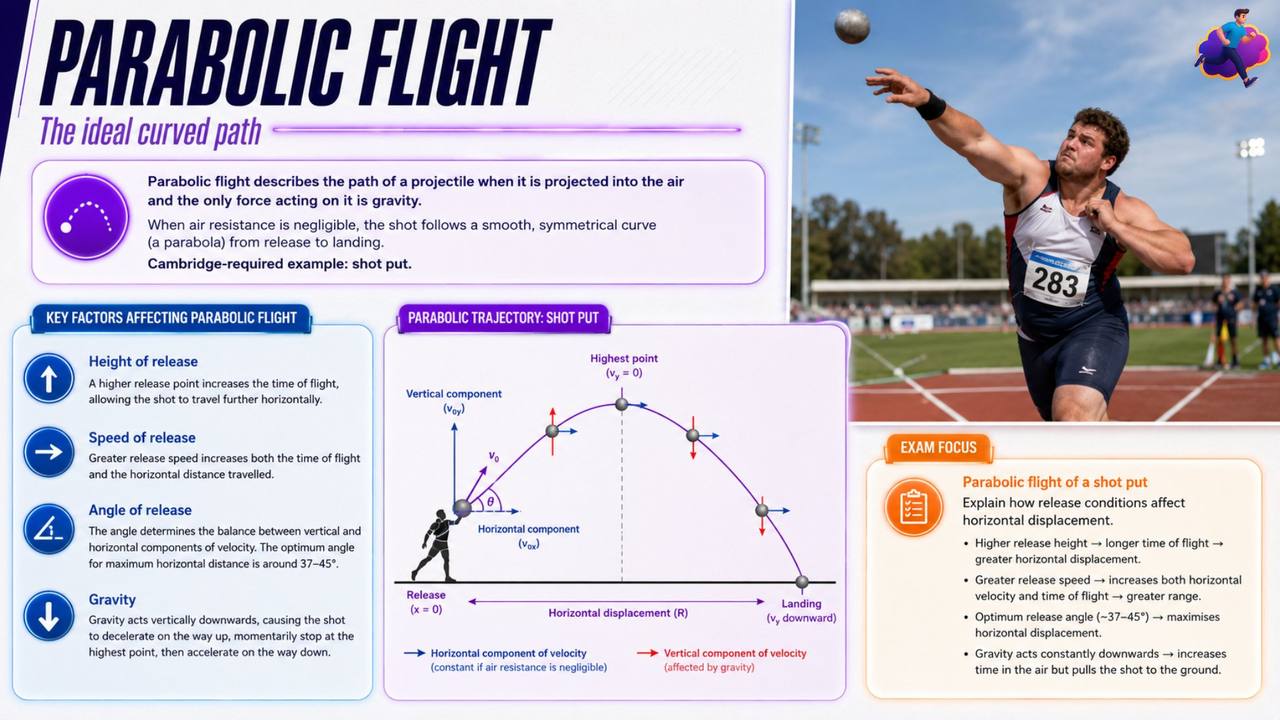 PARABOLIC FLIGHT
The ideal curved path
Parabolic flight describes the path of a projectile when it is projected into the air
and the only force acting on it is gravity.
When air resistance is negligible, the shot follows a smooth, symmetrical curve
(a parabola) from release to landing.
Cambridge-required example: shot put.
KEY FACTORS AFFECTING PARABOLIC FLIGHT
Height of release
A higher release point increases the time of flight,
allowing the shot to travel further horizontally.
Speed of release
Greater release speed increases both the time of flight
and the horizontal distance travelled.
Angle of release
The angle determines the balance between vertical and
horizontal components of velocity. The optimum angle
for maximum horizontal distance is around 37–45°.
Gravity
Gravity acts vertically downwards, causing the shot
to decelerate on the way up, momentarily stop at the
highest point, then accelerate on the way down.
PARABOLIC TRAJECTORY: SHOT PUT
Highest point
(vy = 0)
Vertical component
(v0y)
v0
θ
Horizontal component
(v0x)
Release
(x = 0)
Horizontal displacement (R)
Landing
(vy downward)
Horizontal component of velocity
(constant if air resistance is negligible)
Vertical component of velocity
(affected by gravity)
283
EXAM FOCUS
Parabolic flight of a shot put
Explain how release conditions affect
horizontal displacement.
• Higher release height → longer time of flight →
greater horizontal displacement.
• Greater release speed → increases both horizontal
velocity and time of flight → greater range.
• Optimum release angle (~37–45°) → maximises
horizontal displacement.
• Gravity acts constantly downwards → increases
time in the air but pulls the shot to the ground.